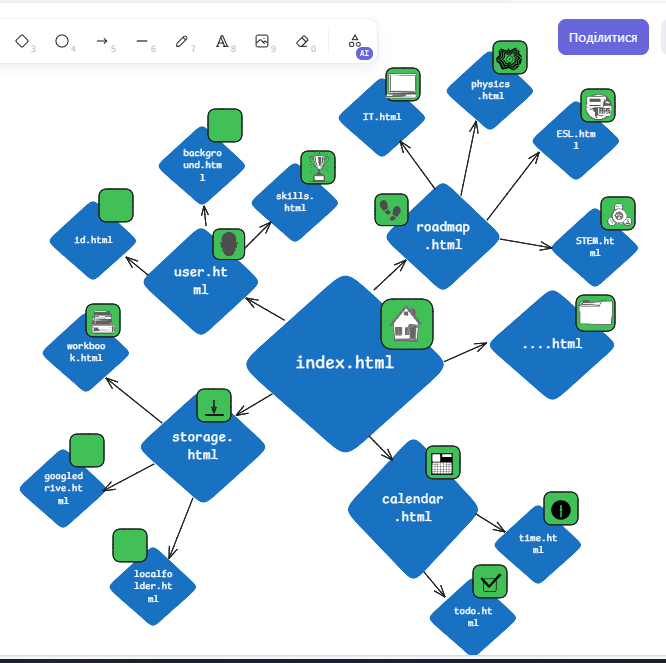 3
4
5
6
7
8
9
0
AI
Поділитися
physics
.html
IT.html
ESL.htm
l
backgro
und.htm
l
skills.
html
roadmap
.html
STEM.ht
ml
id.html
user.ht
ml
index.html
....html
workboo
k.html
storage.
html
googled
rive.ht
ml
calendar
.html
time.ht
ml
localfo
lder.ht
ml
todo.ht
ml